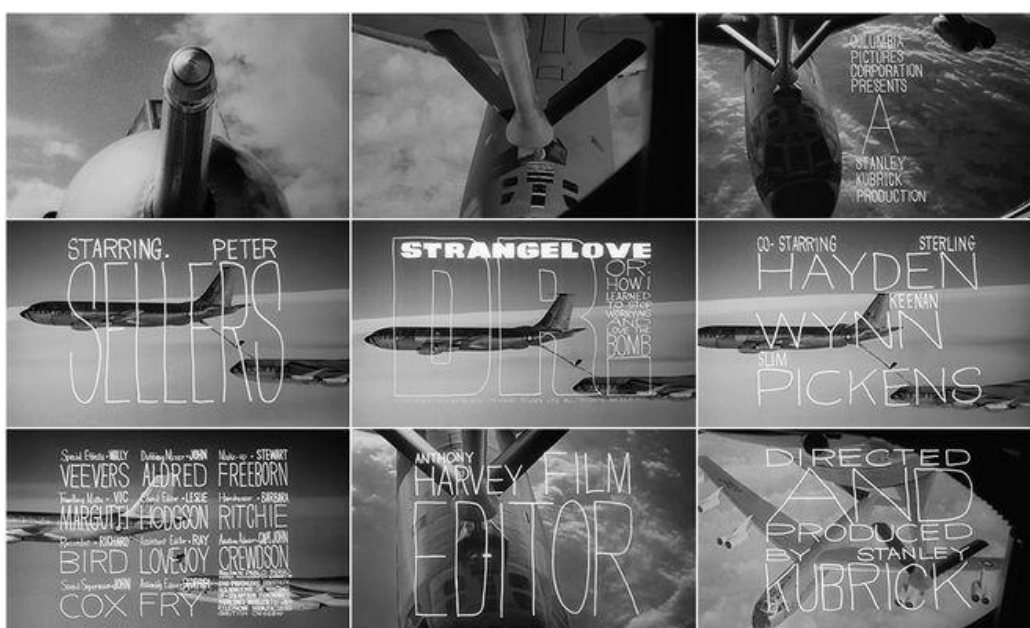 COLUMBIA
PICTURES
CORPORATION
PRESENTS
A
STANLEY
KUBRICK
PRODUCTION
STARRING. PETER
SELLERS
STRANGELOVE
DR.
OR:
HOW I
LEARNED
TO STOP
WORRYING
AND
LOVE THE
BOMB
CO-STARRING STERLING
HAYDEN
KEENAN
WYNN
SLIM
PICKENS
Special Effects - WALLY
VEEVERS
Travelling Matte - VIC
MARGUTTI
Recordist - RICHARD
BIRD
Sound Supervisor - JOHN
COX
Dubbing Mixer - JOHN
ALDRED
Sound Editor - LESLIE
HODGSON
Assistant Editor - RAY
LOVEJOY
FRY
Make-up - STEWART
FREEBORN
Hairdresser - BARBARA
RITCHIE
CAPT. JOHN
CREWDSON
ANTHONY
HARVEY FILM
EDITOR
DIRECTED
AND
PRODUCED
BY STANLEY
KUBRICK